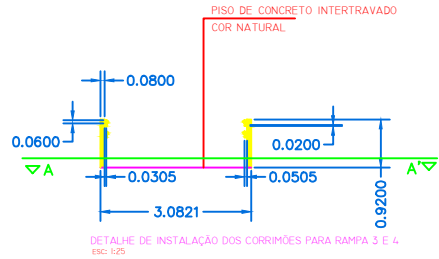 PISO DE CONCRETO INTERTRAVADO
COR NATURAL
0.0800
0.0600
0.0200
A
A'
0.0305
0.0505
3.0821
0.9200
DETALHE DE INSTALAÇÃO DOS CORRIMÕES PARA RAMPA 3 E 4
ESC: 1:25